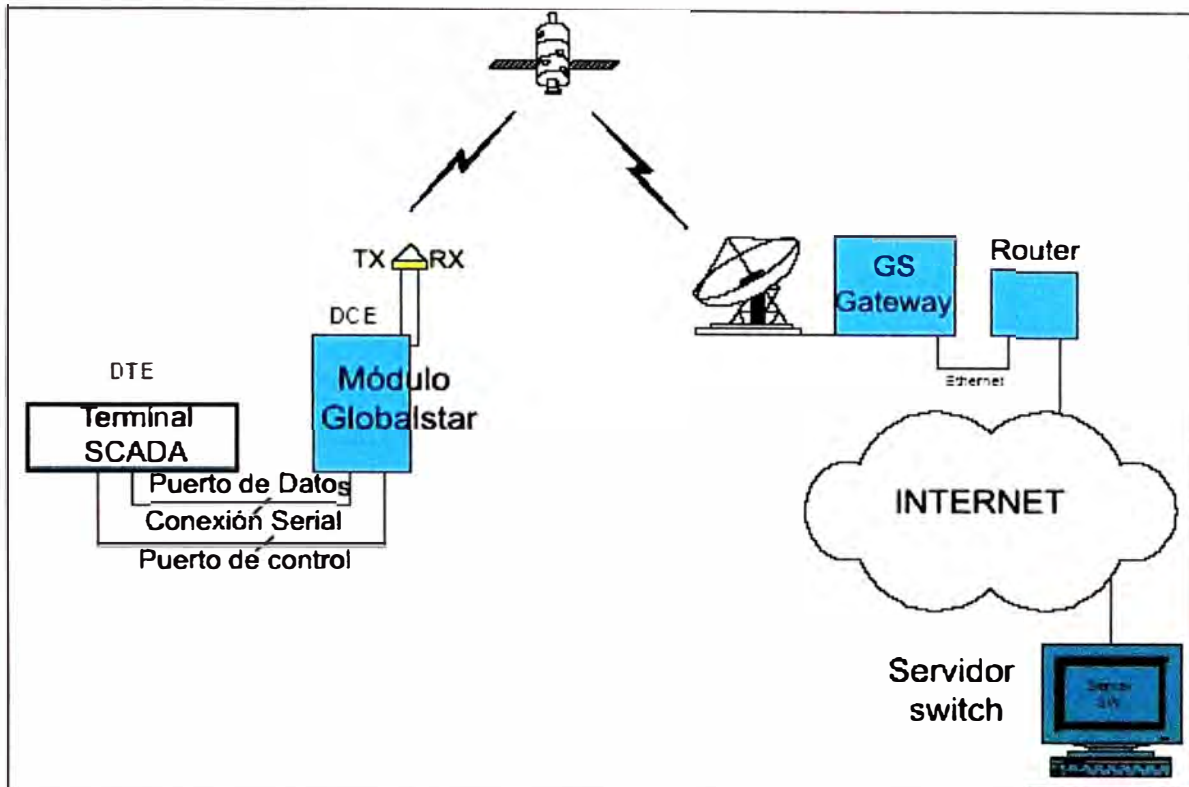 TX RX
DCE
DTE
Módulo
Globalstar
Terminal
SCADA
Puerto de Datos
Conexión Serial
Puerto de control
GS
Gateway
Router
Ethernet
INTERNET
Servidor
switch